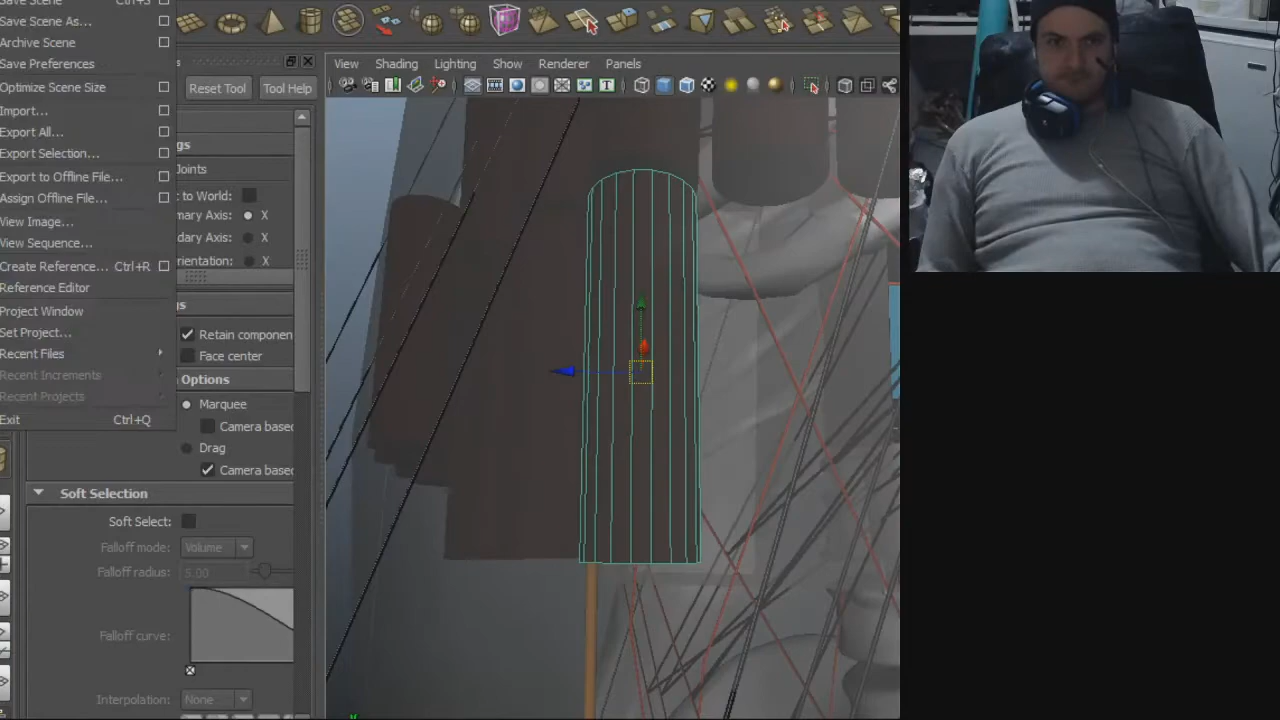 Save Scene Ctrl+S
Save Scene As...
Archive Scene
Save Preferences
Optimize Scene Size
Import...
Export All...
Export Selection...
Export to Offline File...
Assign Offline File...
View Image...
View Sequence...
Create Reference... Ctrl+R
Reference Editor
Project Window
Set Project...
Recent Files
Recent Increments
Recent Projects
Exit Ctrl+Q
Reset Tool Tool Help
Joints
to World:
X
X
X
Retain componen
Face center
Options
Marquee
Camera based
Drag
Camera based
Soft Selection
Soft Select:
Falloff mode: Volume
Falloff radius: 5.00
Falloff curve:
Interpolation: None
View Shading Lighting Show Renderer Panels